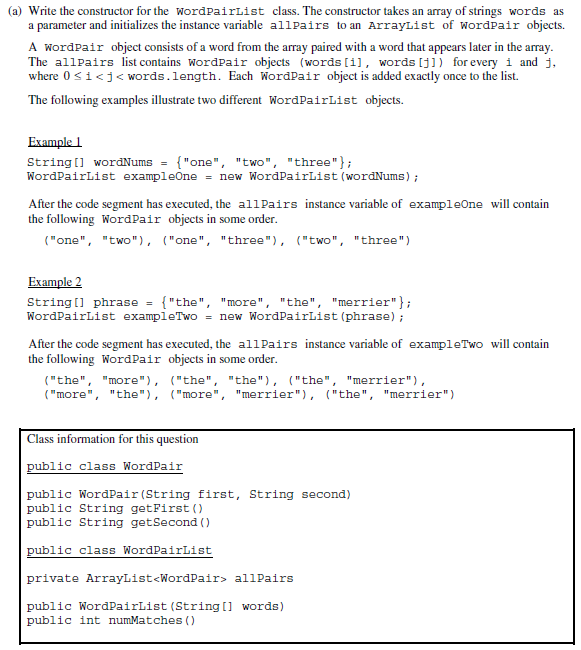 (a) Write the constructor for the WordPairList class. The constructor takes an array of strings words as
a parameter and initializes the instance variable allPairs to an ArrayList of WordPair objects.
A WordPair object consists of a word from the array paired with a word that appears later in the array.
The allPairs list contains WordPair objects (words[i], words[j]) for every i and j,
where 0 ≤ i < j < words.length. Each WordPair object is added exactly once to the list.
The following examples illustrate two different WordPairList objects.
Example 1
String[] wordNums = {"one", "two", "three"};
WordPairList exampleOne = new WordPairList(wordNums);
After the code segment has executed, the allPairs instance variable of exampleOne will contain
the following WordPair objects in some order.
("one", "two"), ("one", "three"), ("two", "three")
Example 2
String[] phrase = {"the", "more", "the", "merrier"};
WordPairList exampleTwo = new WordPairList(phrase);
After the code segment has executed, the allPairs instance variable of exampleTwo will contain
the following WordPair objects in some order.
("the", "more"), ("the", "the"), ("the", "merrier"),
("more", "the"), ("more", "merrier"), ("the", "merrier")
Class information for this question
public class WordPair
public WordPair(String first, String second)
public String getFirst()
public String getSecond()
public class WordPairList
private ArrayList<WordPair> allPairs
public WordPairList(String[] words)
public int numMatches()